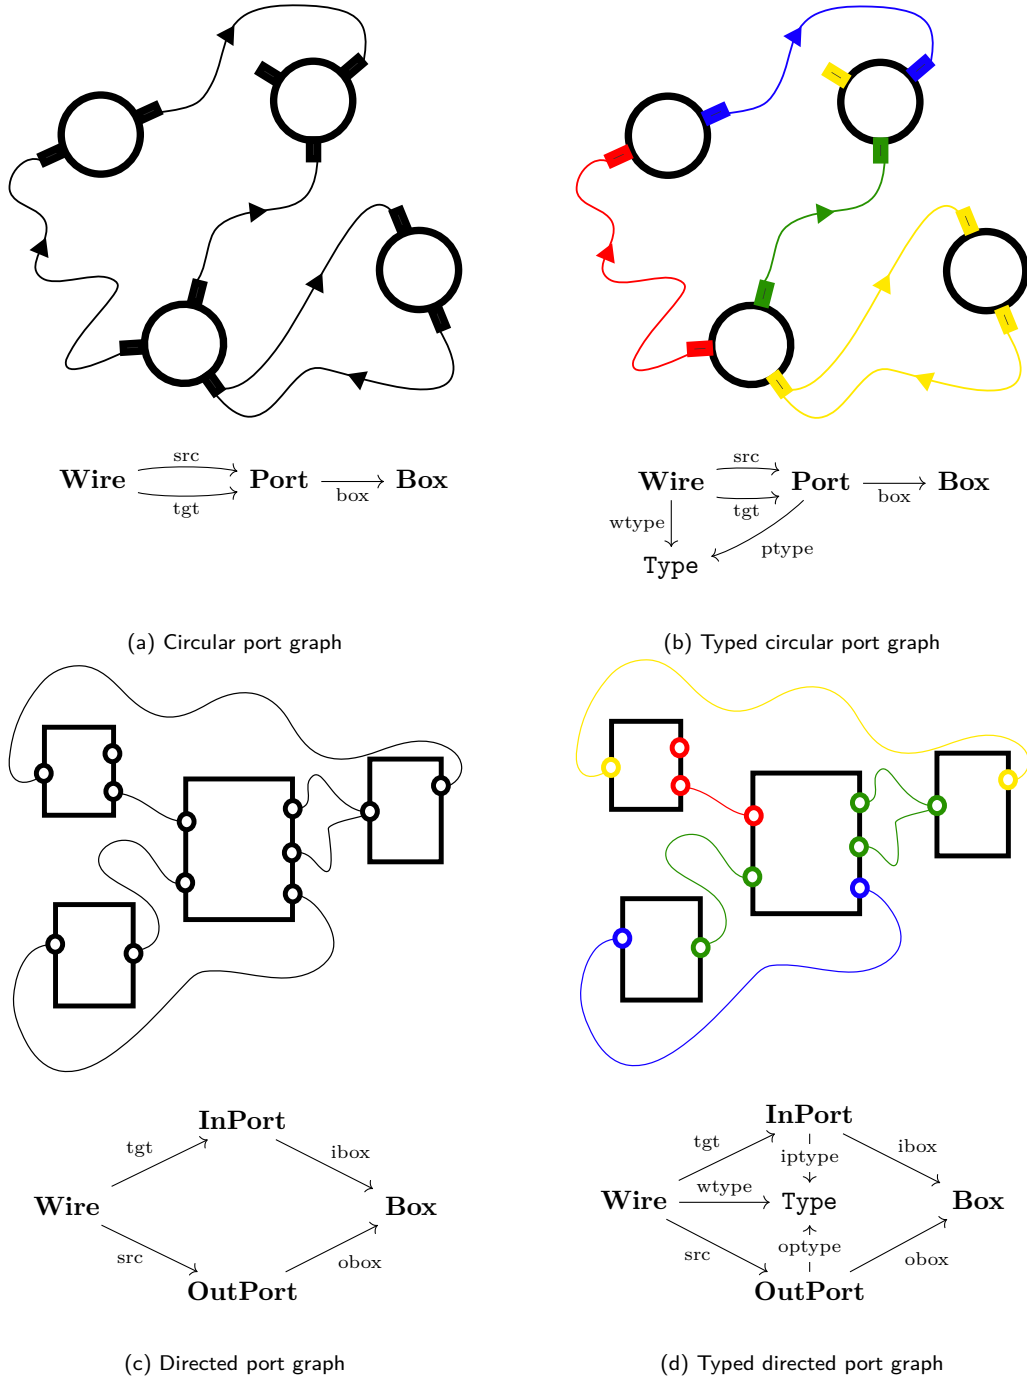 src
Wire Port Box
tgt
box
src
Wire Port Box
tgt
box
wtype
ptype
Type
(a) Circular port graph
(b) Typed circular port graph
InPort
tgt
ibox
Wire
Box
src
obox
OutPort
InPort
tgt
iptype
ibox
wtype
Wire
Type
Box
optype
src
obox
OutPort
(c) Directed port graph
(d) Typed directed port graph